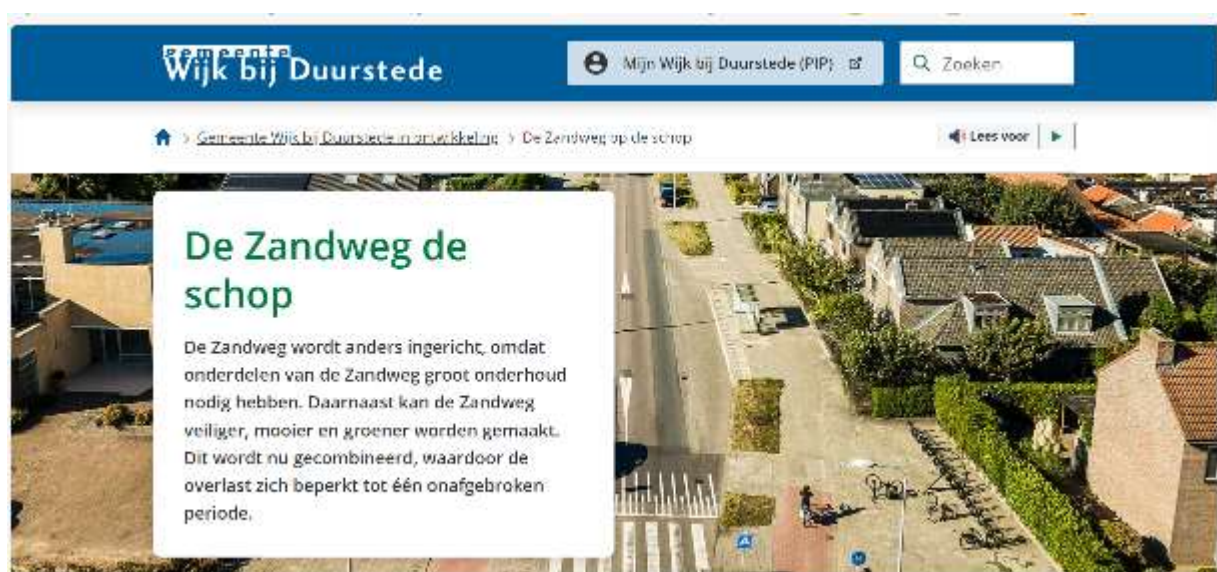 gemeente
Wijk bij Duurstede
Mijn Wijk bij Duurstede (PIP)
Zoeken
> Gemeente Wijk bij Duurstede in ontwikkeling > De Zandweg op de schop
Lees voor
De Zandweg de
schop
De Zandweg wordt anders ingericht, omdat
onderdelen van de Zandweg groot onderhoud
nodig hebben. Daarnaast kan de Zandweg
veiliger, mooier en groener worden gemaakt.
Dit wordt nu gecombineerd, waardoor de
overlast zich beperkt tot één onafgebroken
periode.